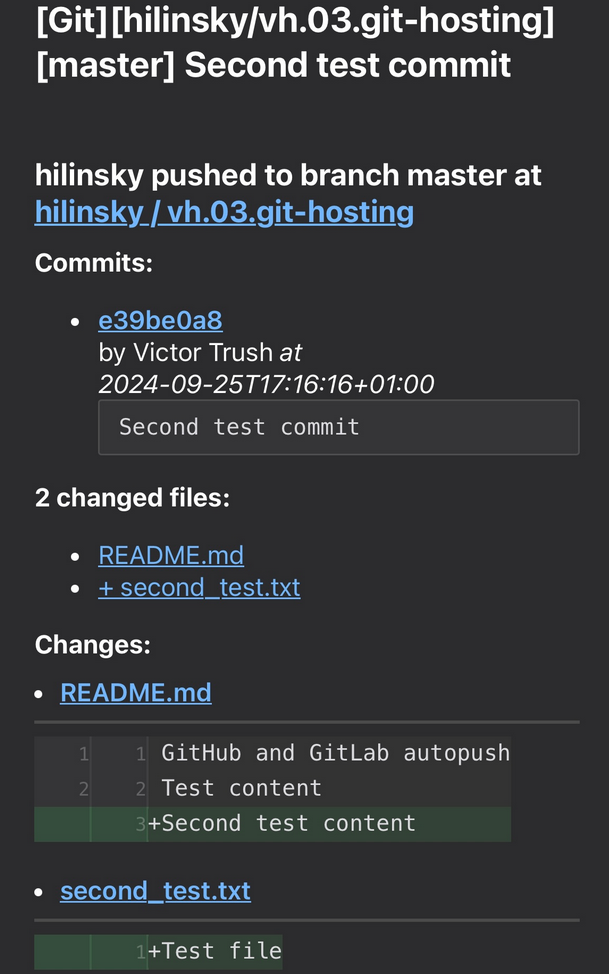 [Git][hilinsky/vh.03.git-hosting]
[master] Second test commit
hilinsky pushed to branch master at
hilinsky / vh.03.git-hosting
Commits:
• e39be0a8
by Victor Trush at
2024-09-25T17:16:16+01:00
Second test commit
2 changed files:
• README.md
• + second_test.txt
Changes:
• README.md
1 1 GitHub and GitLab autopush
2 2 Test content
3 +Second test content
• second_test.txt
1 +Test file